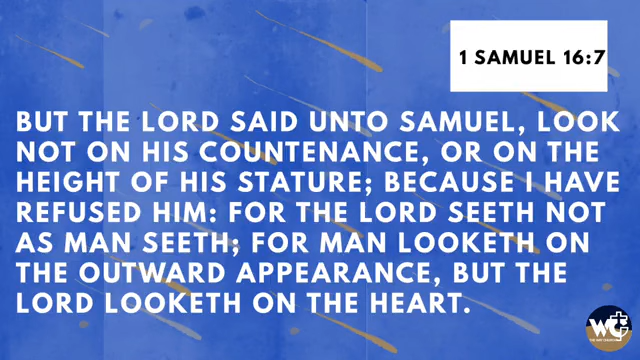 1 SAMUEL 16:7
BUT THE LORD SAID UNTO SAMUEL, LOOK
NOT ON HIS COUNTENANCE, OR ON THE
HEIGHT OF HIS STATURE; BECAUSE I HAVE
REFUSED HIM: FOR THE LORD SEETH NOT
AS MAN SEETH; FOR MAN LOOKETH ON
THE OUTWARD APPEARANCE, BUT THE
LORD LOOKETH ON THE HEART.